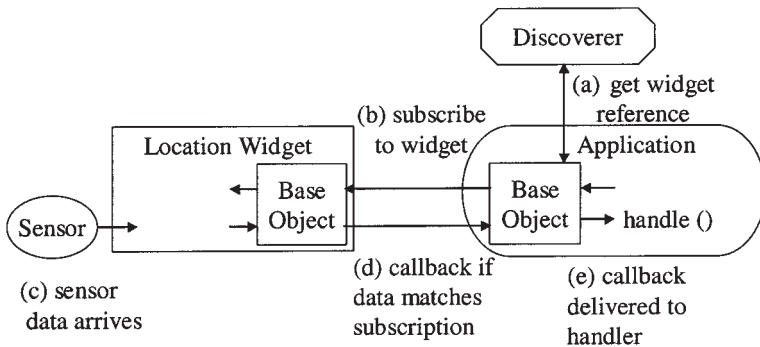 Discoverer
(a) get widget
reference
(b) subscribe
to widget
Location Widget
Application
Base
Object
Base
Object
Sensor
handle ()
(c) sensor
data arrives
(d) callback if
data matches
subscription
(e) callback
delivered to
handler